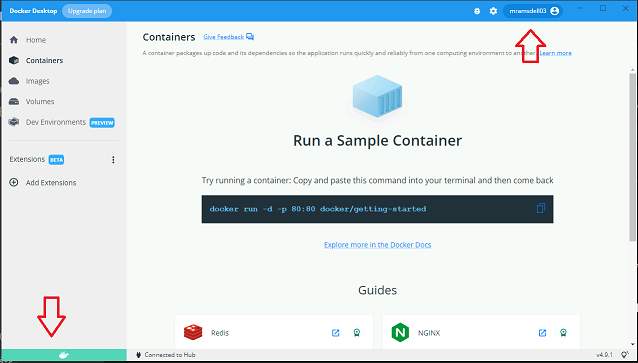 Docker Desktop Upgrade plan mramsdell03
Home
Containers
Images
Volumes
Dev Environments PREVIEW
Extensions BETA
Add Extensions
Containers Give Feedback
A container packages up code and its dependencies so the application runs quickly and reliably from one computing environment to another. Learn more
Run a Sample Container
Try running a container: Copy and paste this command into your terminal and then come back
docker run -d -p 80:80 docker/getting-started
Explore more in the Docker Docs
Guides
Redis
NGINX
Connected to Hub v4.9.1